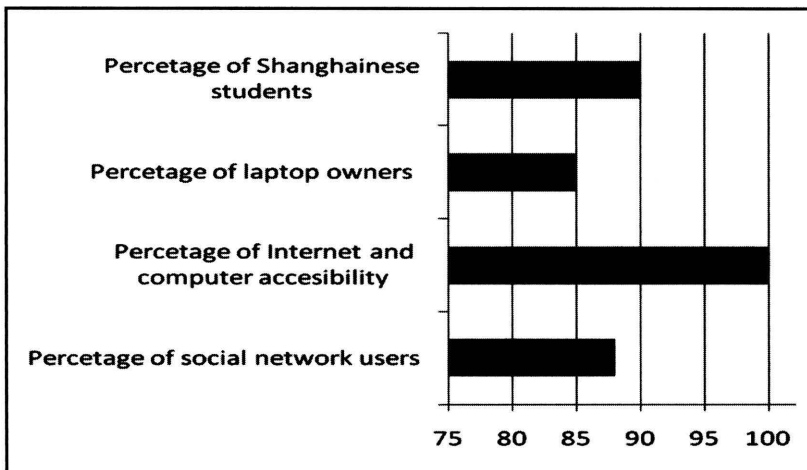 Percetage of Shanghainese
students
Percetage of laptop owners
Percetage of Internet and
computer accesibility
Percetage of social network users
75 80 85 90 95 100